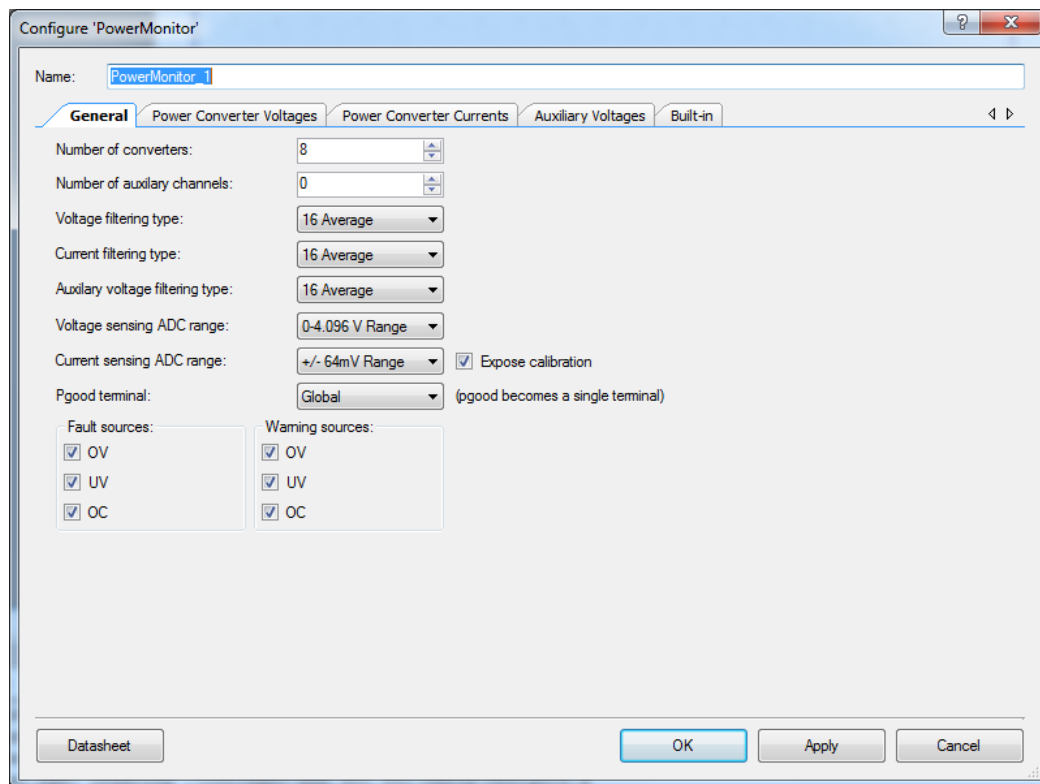 Configure 'PowerMonitor'
Name: PowerMonitor_1
General Power Converter Voltages Power Converter Currents Auxiliary Voltages Built-in
Number of converters: 8
Number of auxilary channels: 0
Voltage filtering type: 16 Average
Current filtering type: 16 Average
Auxilary voltage filtering type: 16 Average
Voltage sensing ADC range: 0-4.096 V Range
Current sensing ADC range: +/- 64mV Range Expose calibration
Pgood terminal: Global (pgood becomes a single terminal)
Fault sources: Warning sources:
OV OV
UV UV
OC OC
Datasheet OK Apply Cancel